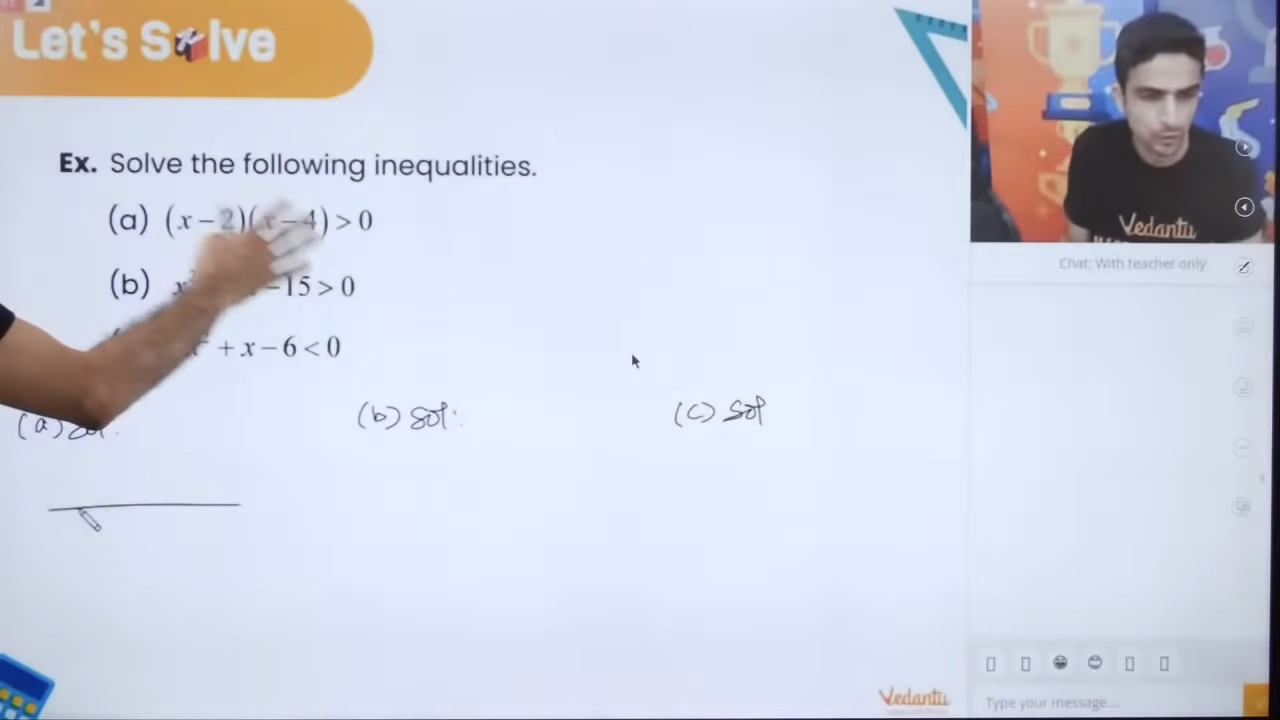 Let's Solve
Ex. Solve the following inequalities.
(a) (x − 2)(x − 4) > 0
(b) − 15 > 0
+ x − 6 < 0
(a) sol.
(b) sol:
(c) sol
Vedantu
Chat: With teacher only
Vedantu
Type your message...